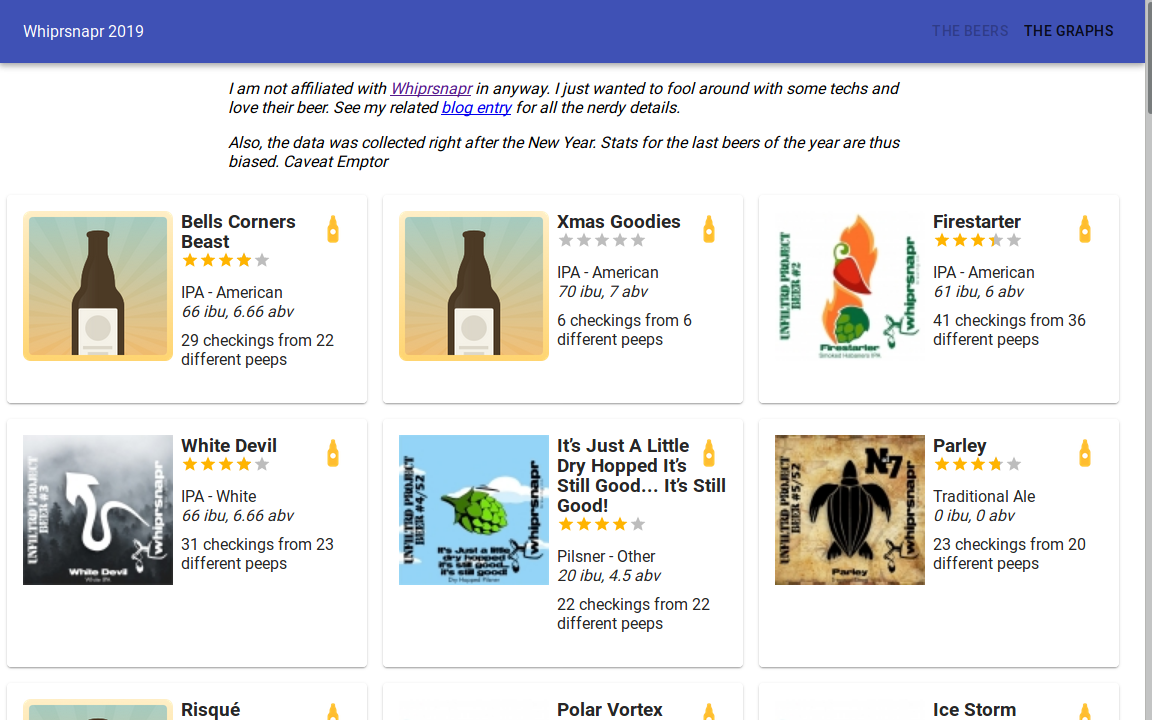 Whiprsnapr 2019
THE BEERS THE GRAPHS
I am not affiliated with Whiprsnapr in anyway. I just wanted to fool around with some techs and
love their beer. See my related blog entry for all the nerdy details.
Also, the data was collected right after the New Year. Stats for the last beers of the year are thus
biased. Caveat Emptor
Bells Corners
Beast
IPA - American
66 ibu, 6.66 abv
29 checkings from 22
different peeps
Xmas Goodies
IPA - American
70 ibu, 7 abv
6 checkings from 6
different peeps
UNFILTRD PROJECT
BEER #2
whiprsnapr
Firestarter
Smoked Habanero IPA
Firestarter
IPA - American
61 ibu, 6 abv
41 checkings from 36
different peeps
UNFILTRD PROJECT
BEER #3
whiprsnapr
White Devil
White IPA
White Devil
IPA - White
66 ibu, 6.66 abv
31 checkings from 23
different peeps
UNFILTRD PROJECT
BEER #4/52
whiprsnapr
It's Just a little
dry hopped
it's still good...
it's still good!
Dry Hopped Pilsner
It's Just A Little
Dry Hopped It's
Still Good... It's Still
Good!
Pilsner - Other
20 ibu, 4.5 abv
22 checkings from 22
different peeps
UNFILTRD PROJECT
BEER #5/52
N7
whiprsnapr
Parley
Parley
Traditional Ale
0 ibu, 0 abv
23 checkings from 20
different peeps
Risqué
Polar Vortex
Ice Storm